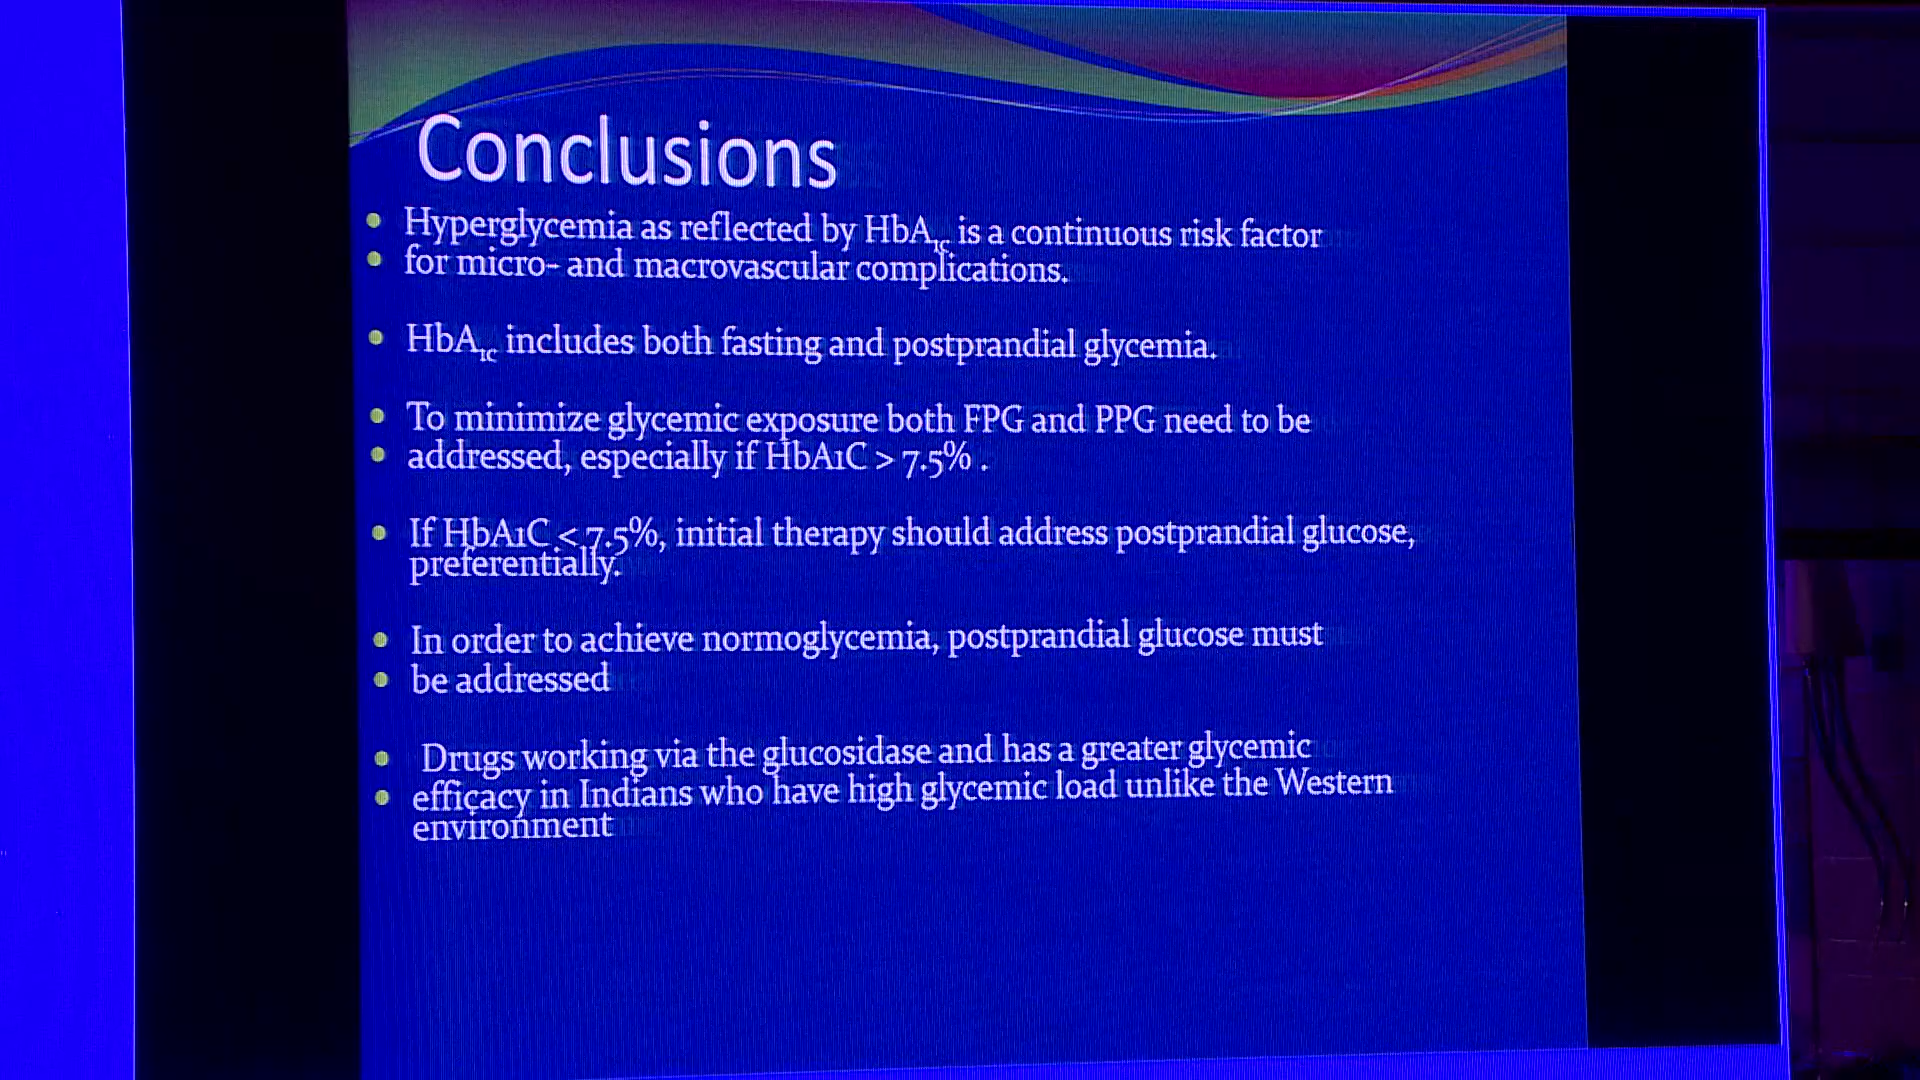 Conclusions
• Hyperglycemia as reflected by HbA1c is a continuous risk factor
• for micro- and macrovascular complications.
• HbA1c includes both fasting and postprandial glycemia.
• To minimize glycemic exposure both FPG and PPG need to be
• addressed, especially if HbA1C > 7.5% .
• If HbA1C < 7.5%, initial therapy should address postprandial glucose,
preferentially.
• In order to achieve normoglycemia, postprandial glucose must
• be addressed
• Drugs working via the glucosidase and has a greater glycemic
• efficacy in Indians who have high glycemic load unlike the Western
environment